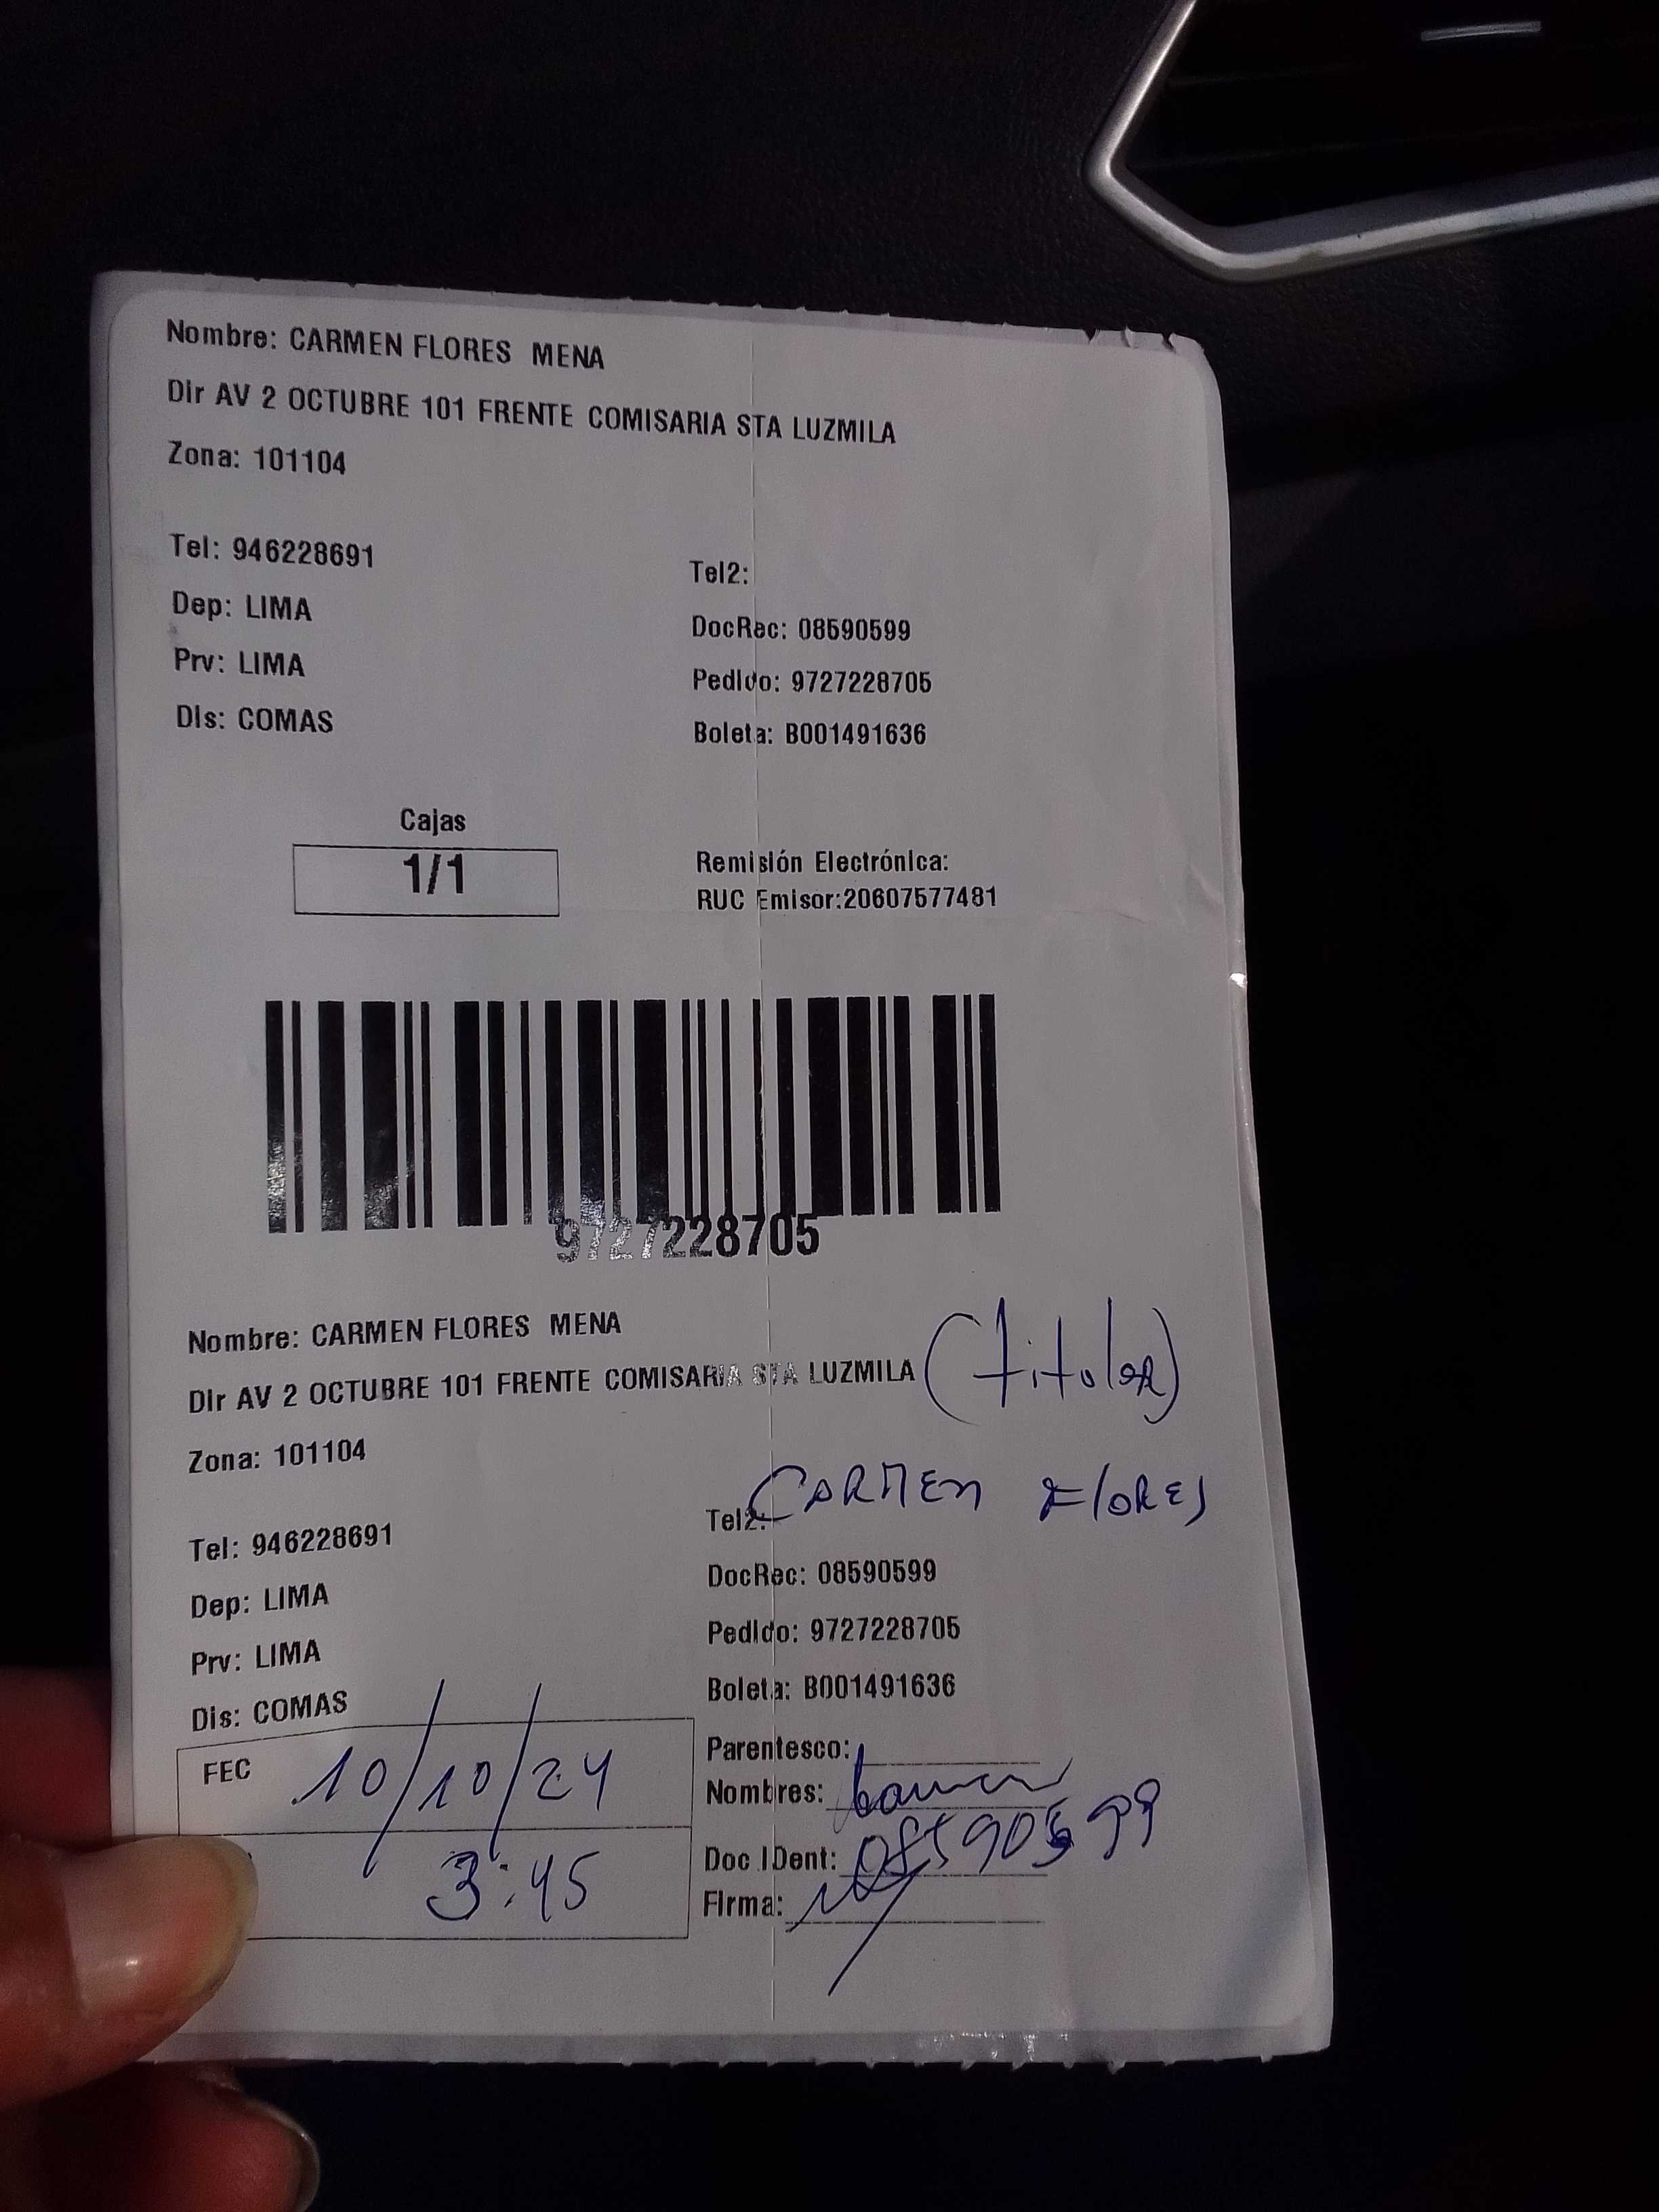 Nombre: CARMEN FLORES MENA
Dir AV 2 OCTUBRE 101 FRENTE COMISARIA STA LUZMILA
Zona: 101104
Tel: 946228691
Tel2:
Dep: LIMA
DocRec: 08590599
Prv: LIMA
Pedido: 9727228705
Dis: COMAS
Boleta: B001491636
Cajas
1/1
Remisión Electrónica:
RUC Emisor:20607577481
9727228705
Nombre: CARMEN FLORES MENA
Dir AV 2 OCTUBRE 101 FRENTE COMISARIA STA LUZMILA (titular)
Zona: 101104
CARMEN FLORES
Tel: 946228691
Tel2:
Dep: LIMA
DocRec: 08590599
Prv: LIMA
Pedido: 9727228705
Dis: COMAS
Boleta: B001491636
FEC 10/10/24
Parentesco:
Nombres:
3:45
Doc IDent: 08590599
Firma: